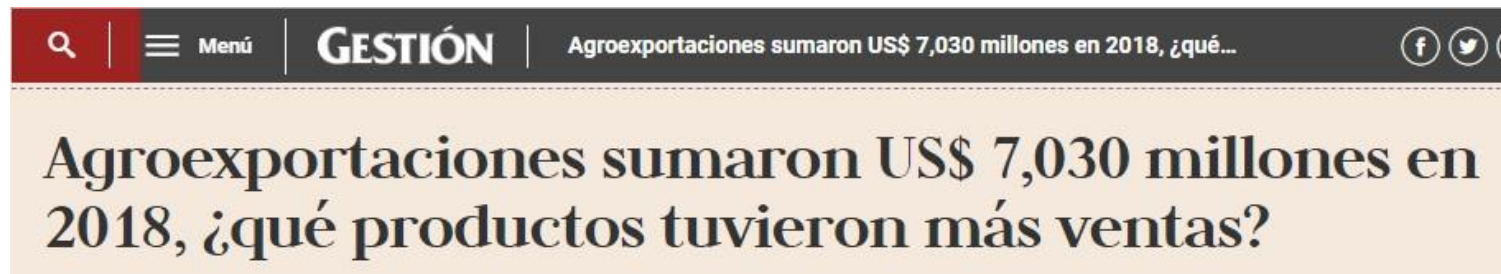 Menú GESTIÓN Agroexportaciones sumaron US$ 7,030 millones en 2018, ¿qué...
Agroexportaciones sumaron US$ 7,030 millones en
2018, ¿qué productos tuvieron más ventas?